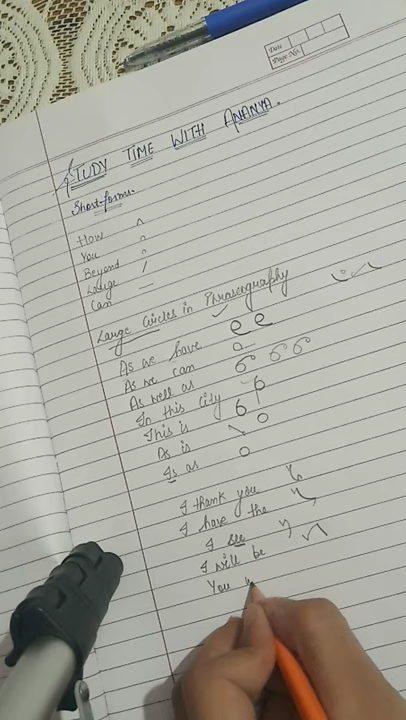 Date
Page No.
STUDY TIME WITH ANANYA.
Short-forms.
How
You
Beyond
Large
Can
Large Circles in Phraseography
As we have
As we can
As well as
In this city
This is
As is
Is as
I thank you
I have the
I see
I will be
You